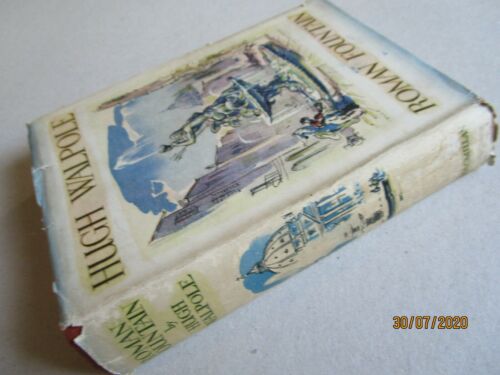 ROMAN FOUNTAIN
HUGH WALPOLE
ROMAN
FOUNTAIN
by
HUGH
WALPOLE
30/07/2020